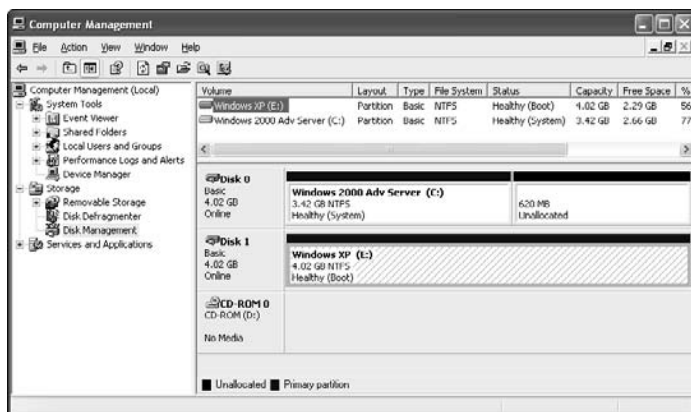 Computer Management
File Action View Window Help
Computer Management (Local)
System Tools
Event Viewer
Shared Folders
Local Users and Groups
Performance Logs and Alerts
Device Manager
Storage
Removable Storage
Disk Defragmenter
Disk Management
Services and Applications
Volume Layout Type File System Status Capacity Free Space %
Windows XP (E:) Partition Basic NTFS Healthy (Boot) 4.02 GB 2.29 GB 56
Windows 2000 Adv Server (C:) Partition Basic NTFS Healthy (System) 3.42 GB 2.66 GB 77
Disk 0
Basic
4.02 GB
Online
Windows 2000 Adv Server (C:)
3.42 GB NTFS
Healthy (System)
620 MB
Unallocated
Disk 1
Basic
4.02 GB
Online
Windows XP (E:)
4.02 GB NTFS
Healthy (Boot)
CD-ROM 0
CD-ROM (D:)
No Media
Unallocated Primary partition